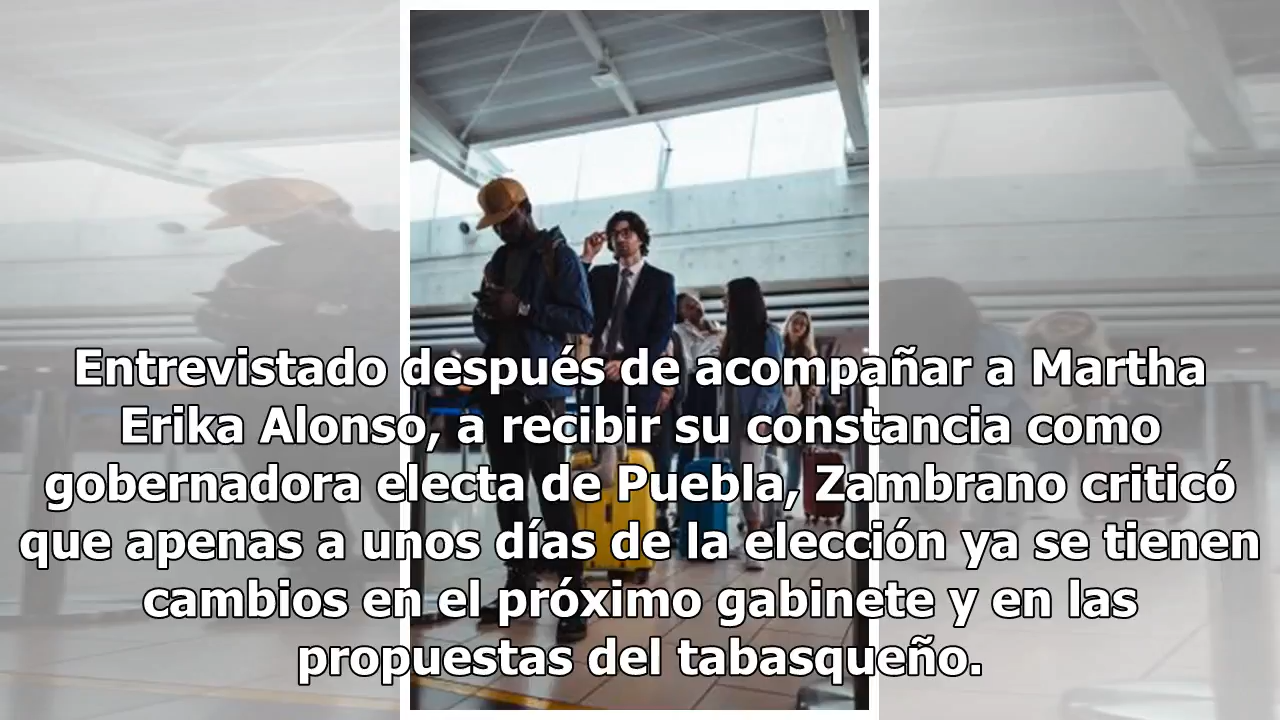 Entrevistado después de acompañar a Martha
Erika Alonso, a recibir su constancia como
gobernadora electa de Puebla, Zambrano criticó
que apenas a unos días de la elección ya se tienen
cambios en el próximo gabinete y en las
propuestas del tabasqueño.